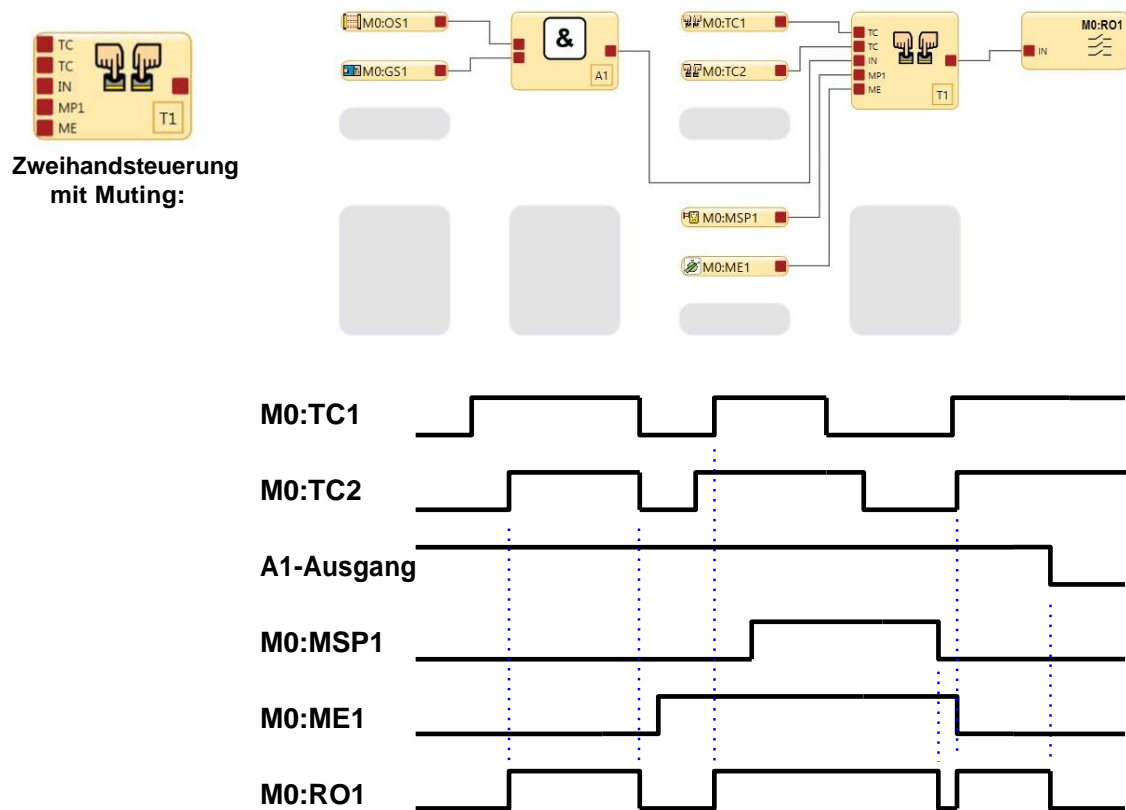 TC
TC
IN
MP1
ME
T1
Zweihandsteuerung
mit Muting:
M0:OS1
M0:GS1
&
A1
M0:TC1
M0:TC2
TC
TC
IN
MP1
ME
T1
M0:RO1
IN
M0:MSP1
M0:ME1
M0:TC1
M0:TC2
A1-Ausgang
M0:MSP1
M0:ME1
M0:RO1